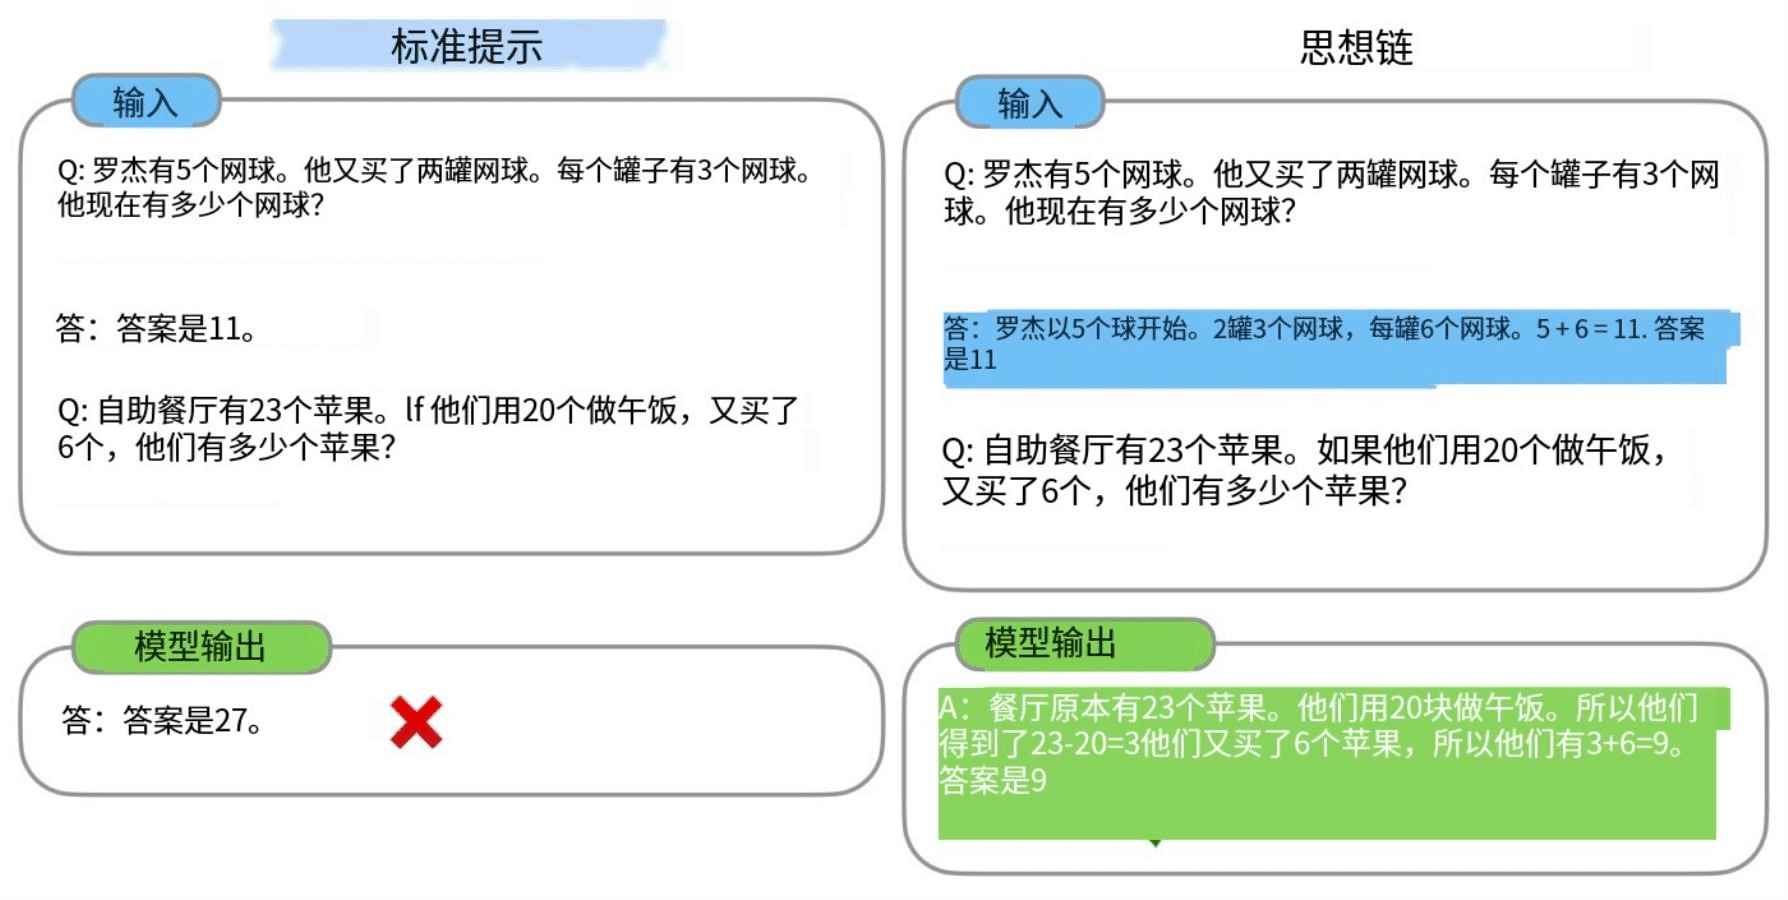 标准提示
输入
Q: 罗杰有5个网球。他又买了两罐网球。每个罐子有3个网球。
他现在有多少个网球?
答：答案是11。
Q: 自助餐厅有23个苹果。lf 他们用20个做午饭，又买了
6个，他们有多少个苹果?
模型输出
答：答案是27。
思想链
输入
Q: 罗杰有5个网球。他又买了两罐网球。每个罐子有3个网
球。他现在有多少个网球?
答：罗杰以5个球开始。2罐3个网球，每罐6个网球。5 + 6 = 11. 答案
是11
Q: 自助餐厅有23个苹果。如果他们用20个做午饭，
又买了6个，他们有多少个苹果?
模型输出
A：餐厅原本有23个苹果。他们用20块做午饭。所以他们
得到了23-20=3他们又买了6个苹果，所以他们有3+6=9。
答案是9